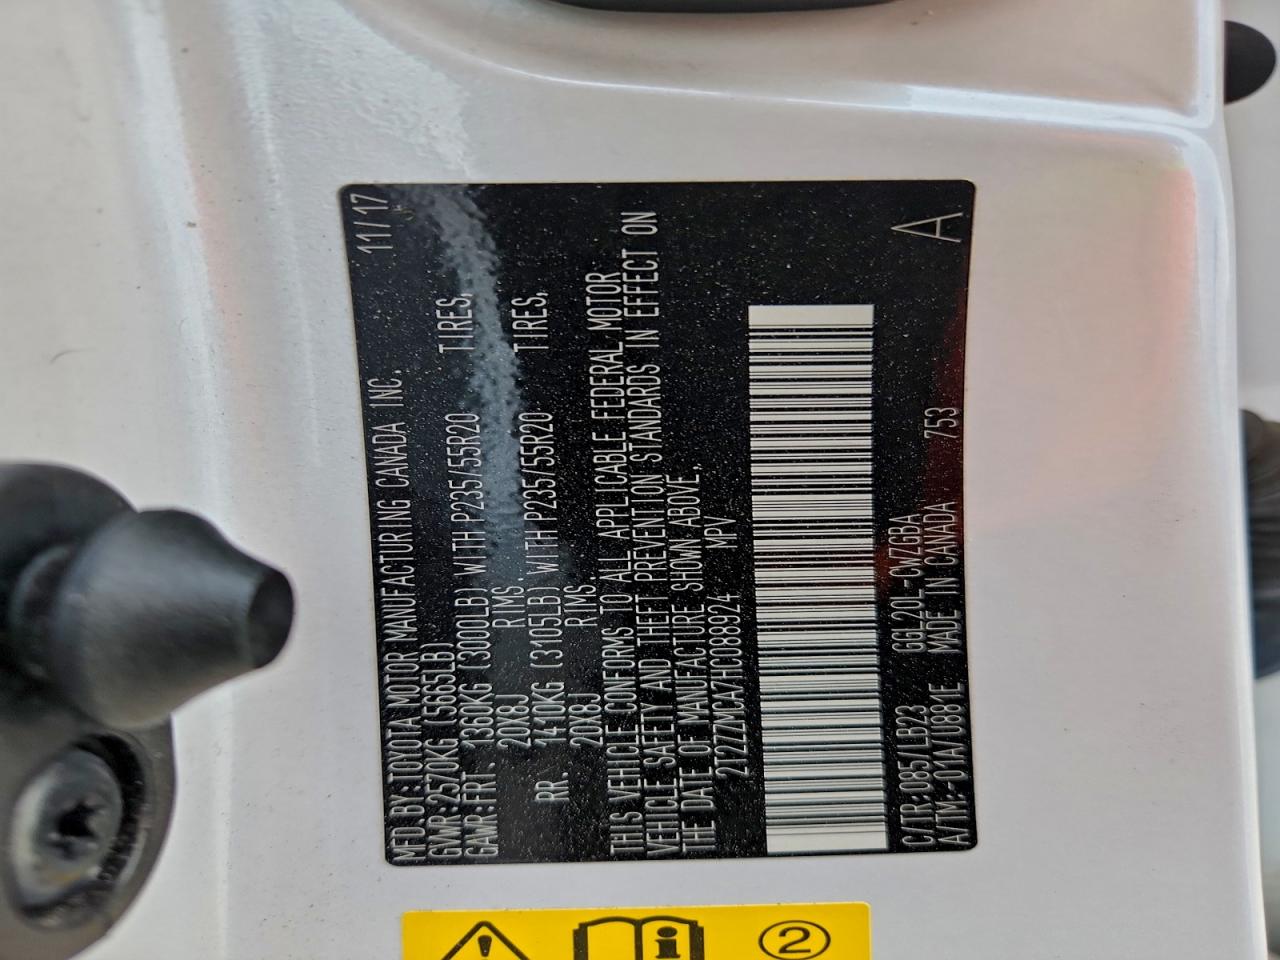 MFD.BY:TOYOTA MOTOR MANUFACTURING CANADA INC. 11/17
GVWR:2570KG (5665LB)
GAWR:FRT. 1360KG (3000LB) WITH P235/55R20 TIRES,
20X8J RIMS,
RR. 1410KG (3105LB) WITH P235/55R20 TIRES,
20X8J RIMS.
THIS VEHICLE CONFORMS TO ALL APPLICABLE FEDERAL MOTOR
VEHICLE SAFETY AND THEFT PREVENTION STANDARDS IN EFFECT ON
THE DATE OF MANUFACTURE SHOWN ABOVE.
2T2ZZMCA7HC088924 MPV
C/TR:085/LB23 GGL20L-CWZGBA
A/TM:-01A/U881E MADE IN CANADA 753
A
2